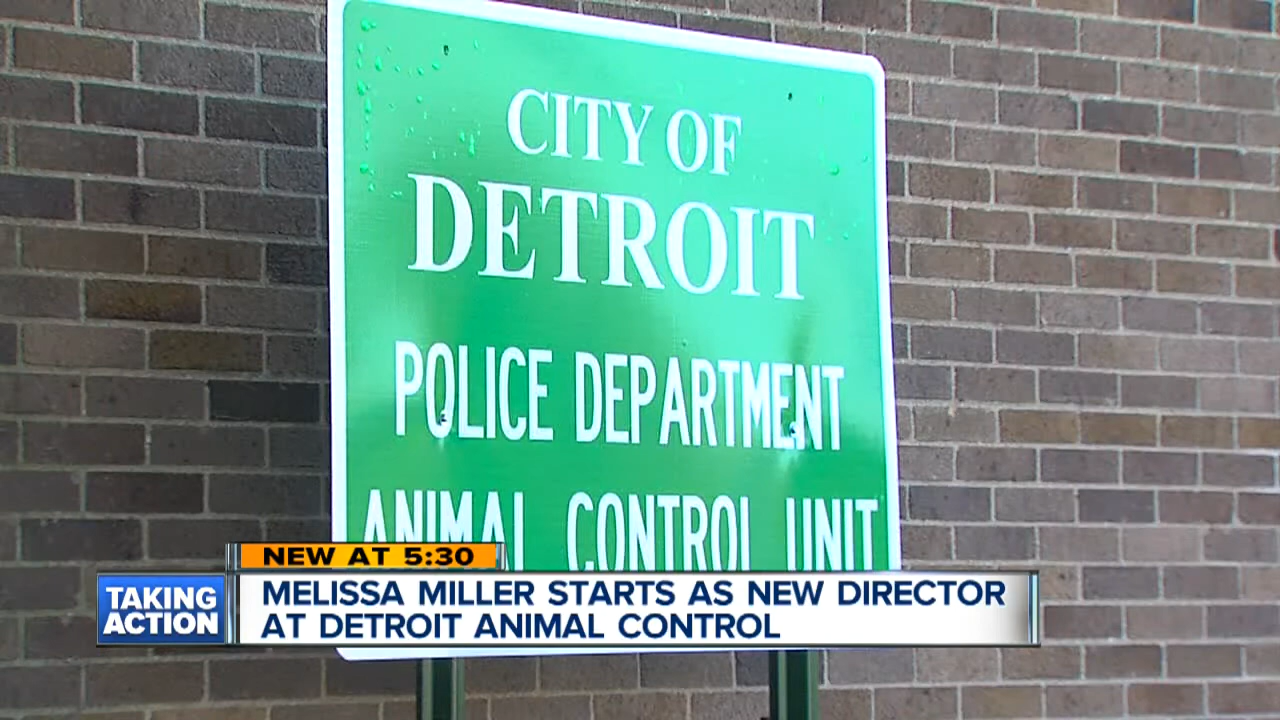 CITY OF
DETROIT
POLICE DEPARTMENT
ANIMAL CONTROL UNIT
NEW AT 5:30
TAKING
ACTION
MELISSA MILLER STARTS AS NEW DIRECTOR
AT DETROIT ANIMAL CONTROL